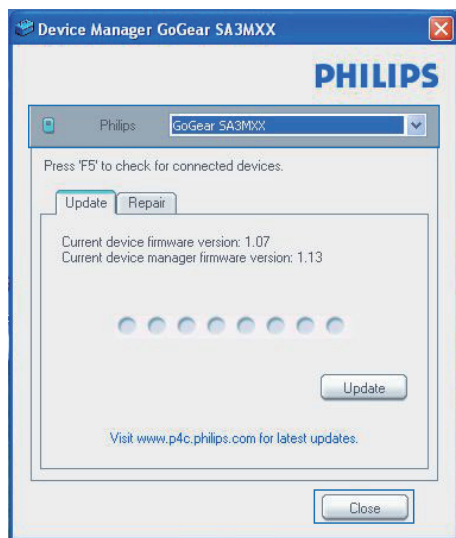 Device Manager GoGear SA3MXX
PHILIPS
Philips GoGear SA3MXX
Press 'F5' to check for connected devices.
Update Repair
Current device firmware version: 1.07
Current device manager firmware version: 1.13
Update
Visit www.p4c.philips.com for latest updates.
Close